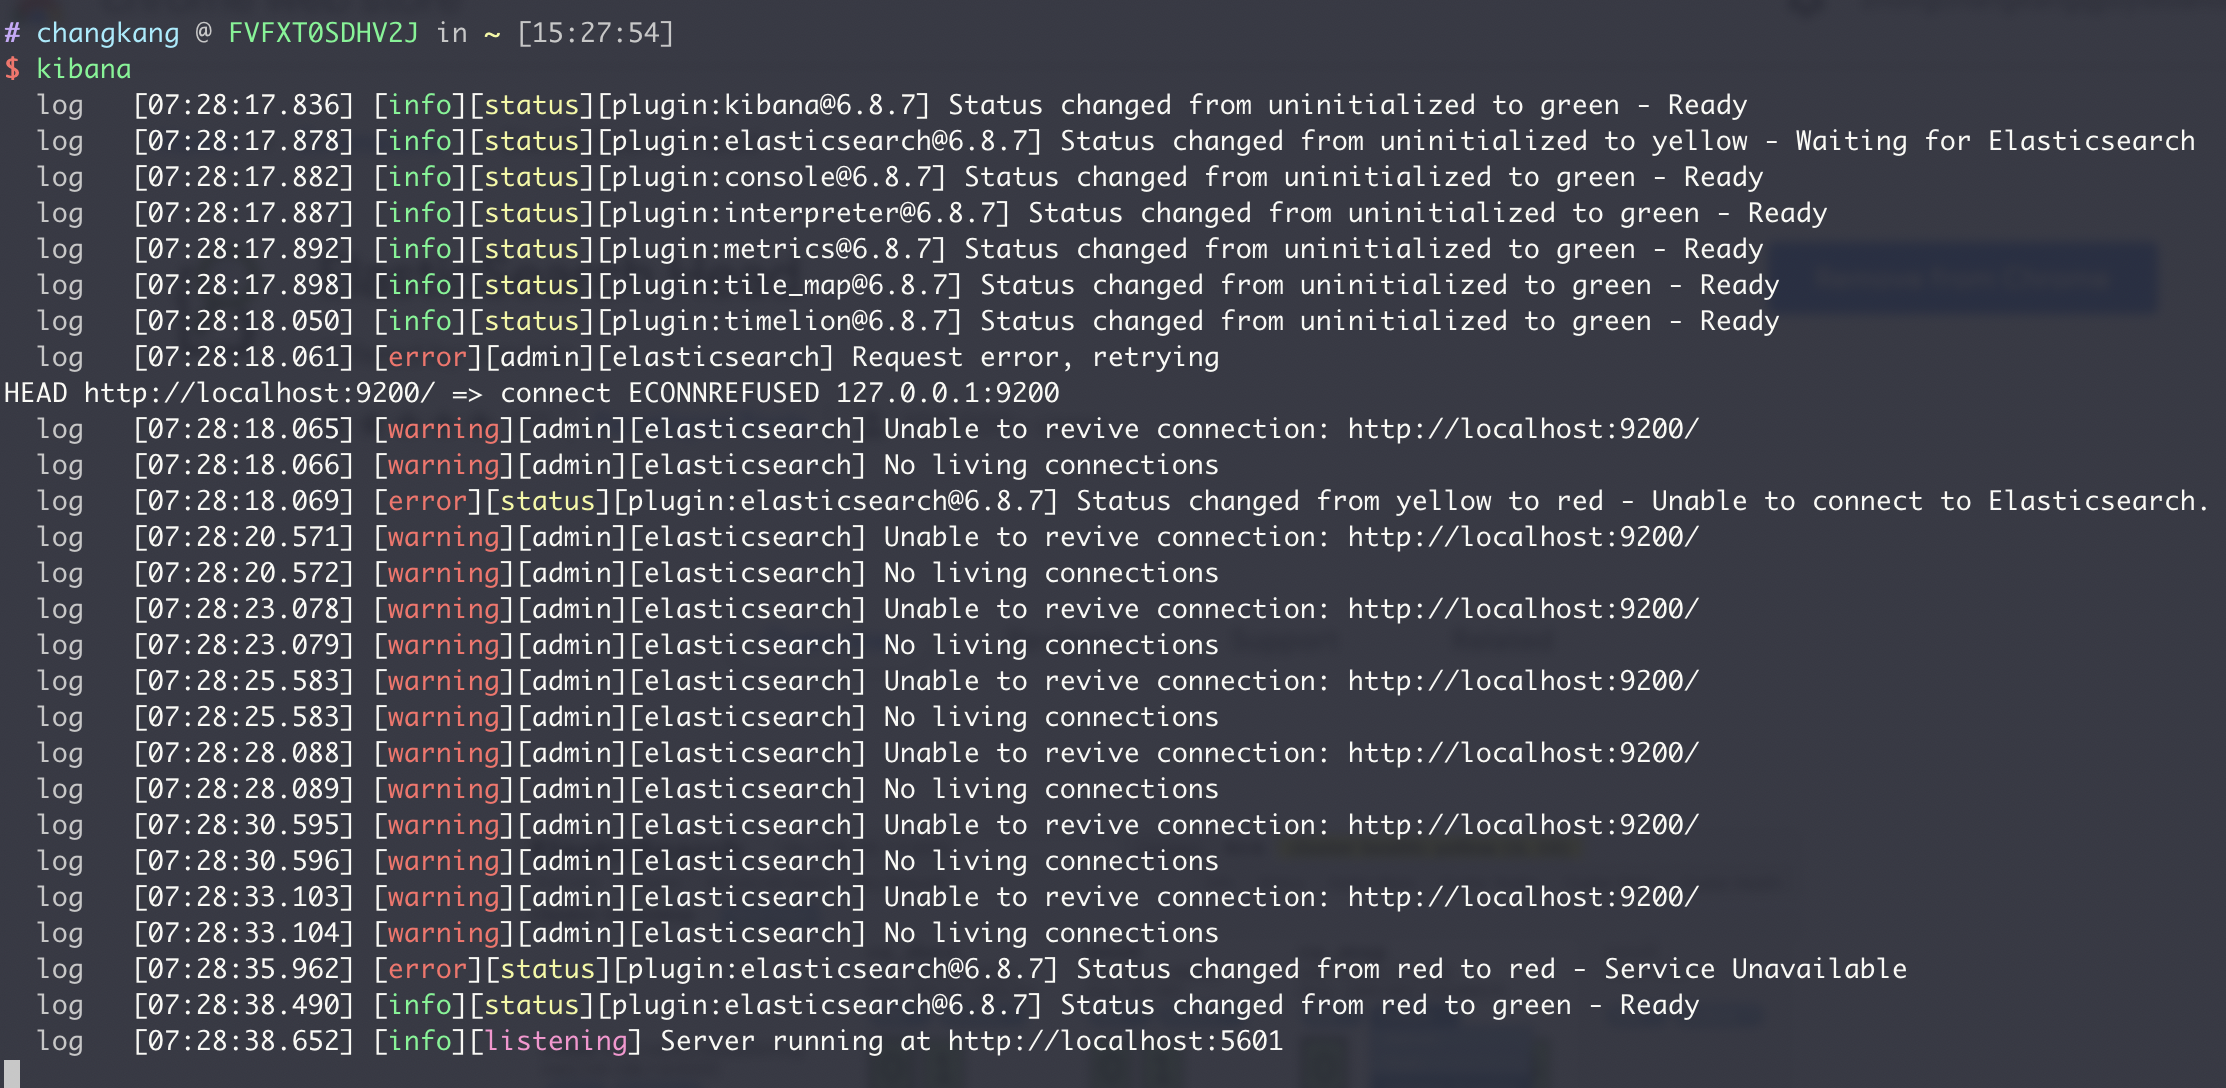 # changkang @ FVFXT0SDHV2J in ~ [15:27:54]
$ kibana
log [07:28:17.836] [info][status][plugin:kibana@6.8.7] Status changed from uninitialized to green - Ready
log [07:28:17.878] [info][status][plugin:elasticsearch@6.8.7] Status changed from uninitialized to yellow - Waiting for Elasticsearch
log [07:28:17.882] [info][status][plugin:console@6.8.7] Status changed from uninitialized to green - Ready
log [07:28:17.887] [info][status][plugin:interpreter@6.8.7] Status changed from uninitialized to green - Ready
log [07:28:17.892] [info][status][plugin:metrics@6.8.7] Status changed from uninitialized to green - Ready
log [07:28:17.898] [info][status][plugin:tile_map@6.8.7] Status changed from uninitialized to green - Ready
log [07:28:18.050] [info][status][plugin:timelion@6.8.7] Status changed from uninitialized to green - Ready
log [07:28:18.061] [error][admin][elasticsearch] Request error, retrying
HEAD http://localhost:9200/ => connect ECONNREFUSED 127.0.0.1:9200
log [07:28:18.065] [warning][admin][elasticsearch] Unable to revive connection: http://localhost:9200/
log [07:28:18.066] [warning][admin][elasticsearch] No living connections
log [07:28:18.069] [error][status][plugin:elasticsearch@6.8.7] Status changed from yellow to red - Unable to connect to Elasticsearch.
log [07:28:20.571] [warning][admin][elasticsearch] Unable to revive connection: http://localhost:9200/
log [07:28:20.572] [warning][admin][elasticsearch] No living connections
log [07:28:23.078] [warning][admin][elasticsearch] Unable to revive connection: http://localhost:9200/
log [07:28:23.079] [warning][admin][elasticsearch] No living connections
log [07:28:25.583] [warning][admin][elasticsearch] Unable to revive connection: http://localhost:9200/
log [07:28:25.583] [warning][admin][elasticsearch] No living connections
log [07:28:28.088] [warning][admin][elasticsearch] Unable to revive connection: http://localhost:9200/
log [07:28:28.089] [warning][admin][elasticsearch] No living connections
log [07:28:30.595] [warning][admin][elasticsearch] Unable to revive connection: http://localhost:9200/
log [07:28:30.596] [warning][admin][elasticsearch] No living connections
log [07:28:33.103] [warning][admin][elasticsearch] Unable to revive connection: http://localhost:9200/
log [07:28:33.104] [warning][admin][elasticsearch] No living connections
log [07:28:35.962] [error][status][plugin:elasticsearch@6.8.7] Status changed from red to red - Service Unavailable
log [07:28:38.490] [info][status][plugin:elasticsearch@6.8.7] Status changed from red to green - Ready
log [07:28:38.652] [info][listening] Server running at http://localhost:5601